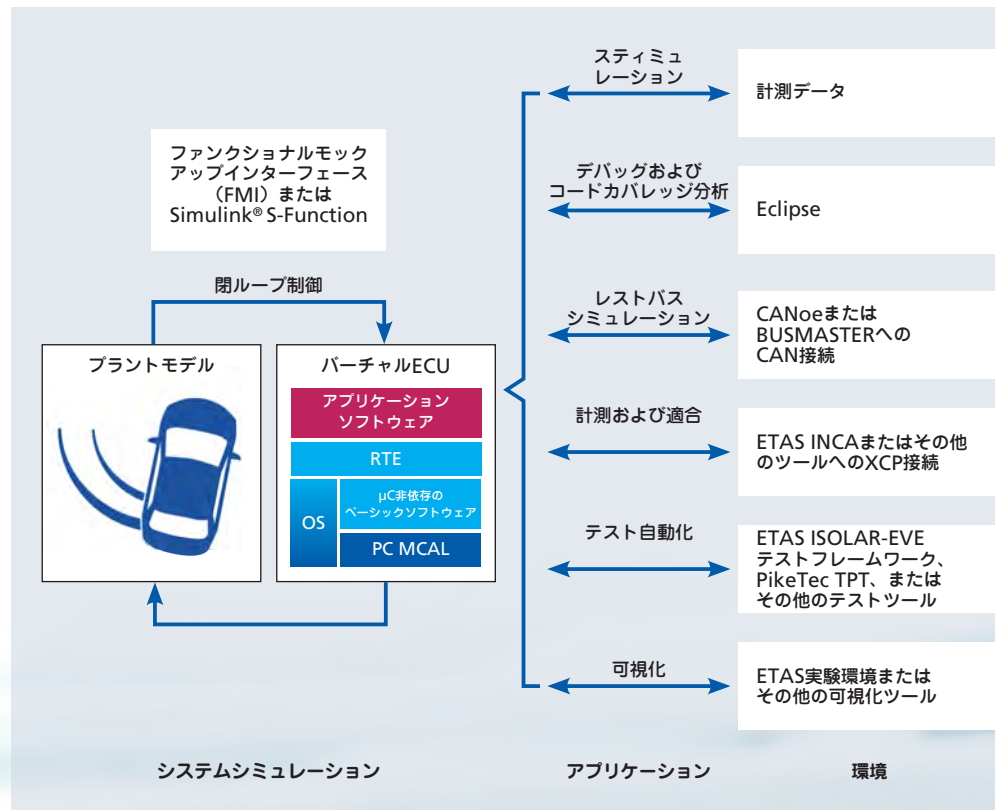 ファンクショナルモック
アップインターフェース
（FMI）または
Simulink® S-Function
閉ループ制御
プラントモデル
バーチャルECU
アプリケーション
ソフトウェア
RTE
OS
µC非依存の
ベーシックソフトウェア
PC MCAL
システムシミュレーション
スティミュ
レーション
計測データ
デバッグおよび
コードカバレッジ分析
Eclipse
レストバス
シミュレーション
CANoeまたは
BUSMASTERへの
CAN接続
計測および適合
ETAS INCAまたはその他
のツールへのXCP接続
テスト自動化
ETAS ISOLAR-EVE
テストフレームワーク、
PikeTec TPT、または
その他のテストツール
可視化
ETAS実験環境または
その他の可視化ツール
アプリケーション
環境